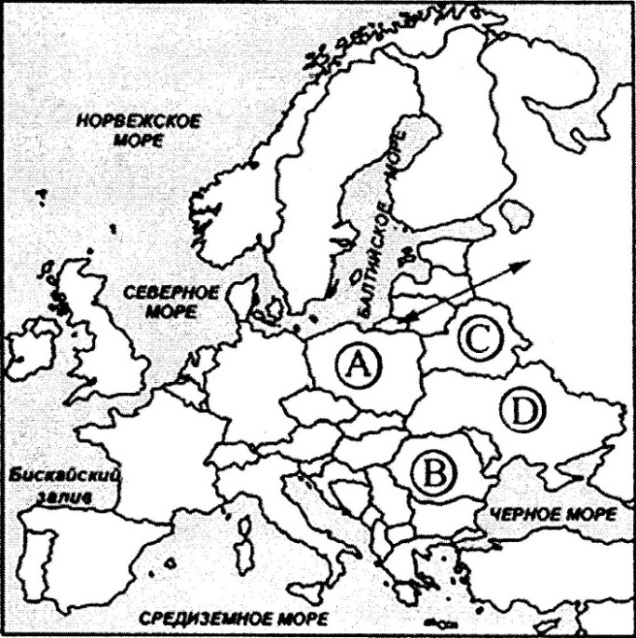 НОРВЕЖСКОЕ
МОРЕ
БАЛТИЙСКОЕ МОРЕ
СЕВЕРНОЕ
МОРЕ
A
C
D
B
Бискайский
залив
ЧЕРНОЕ МОРЕ
СРЕДИЗЕМНОЕ МОРЕ